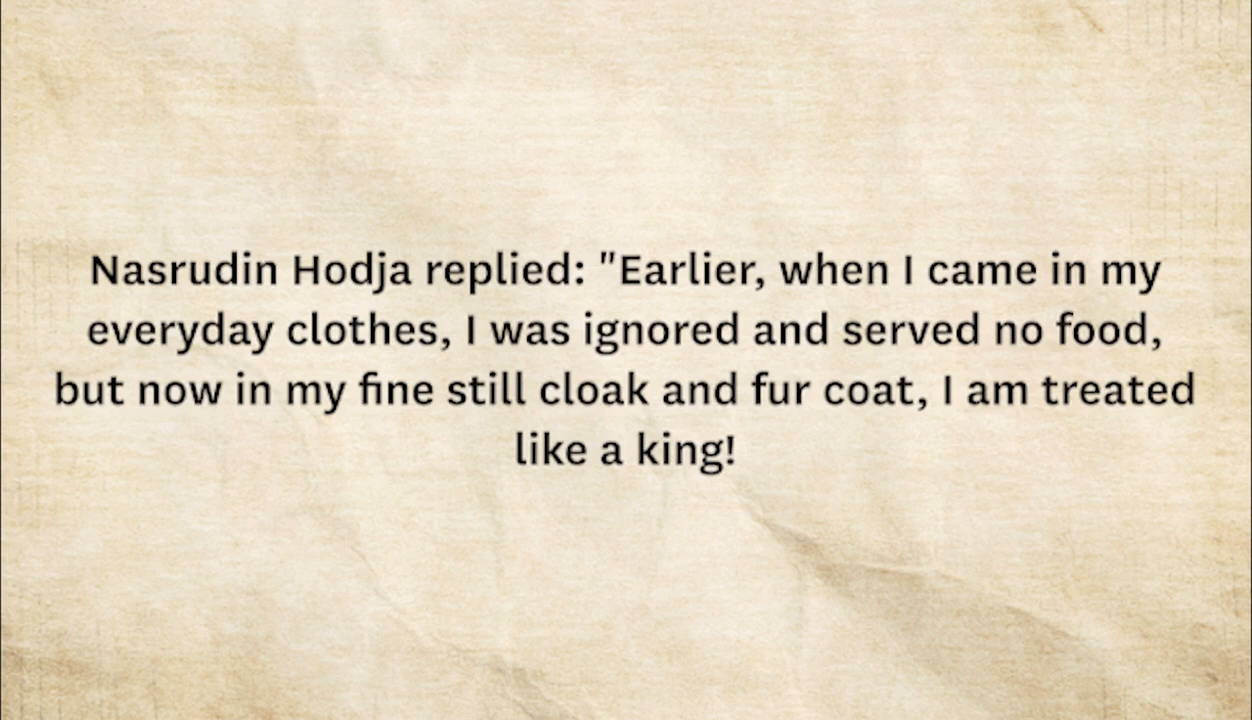 Nasrudin Hodja replied: "Earlier, when I came in my
everyday clothes, I was ignored and served no food,
but now in my fine still cloak and fur coat, I am treated
like a king!